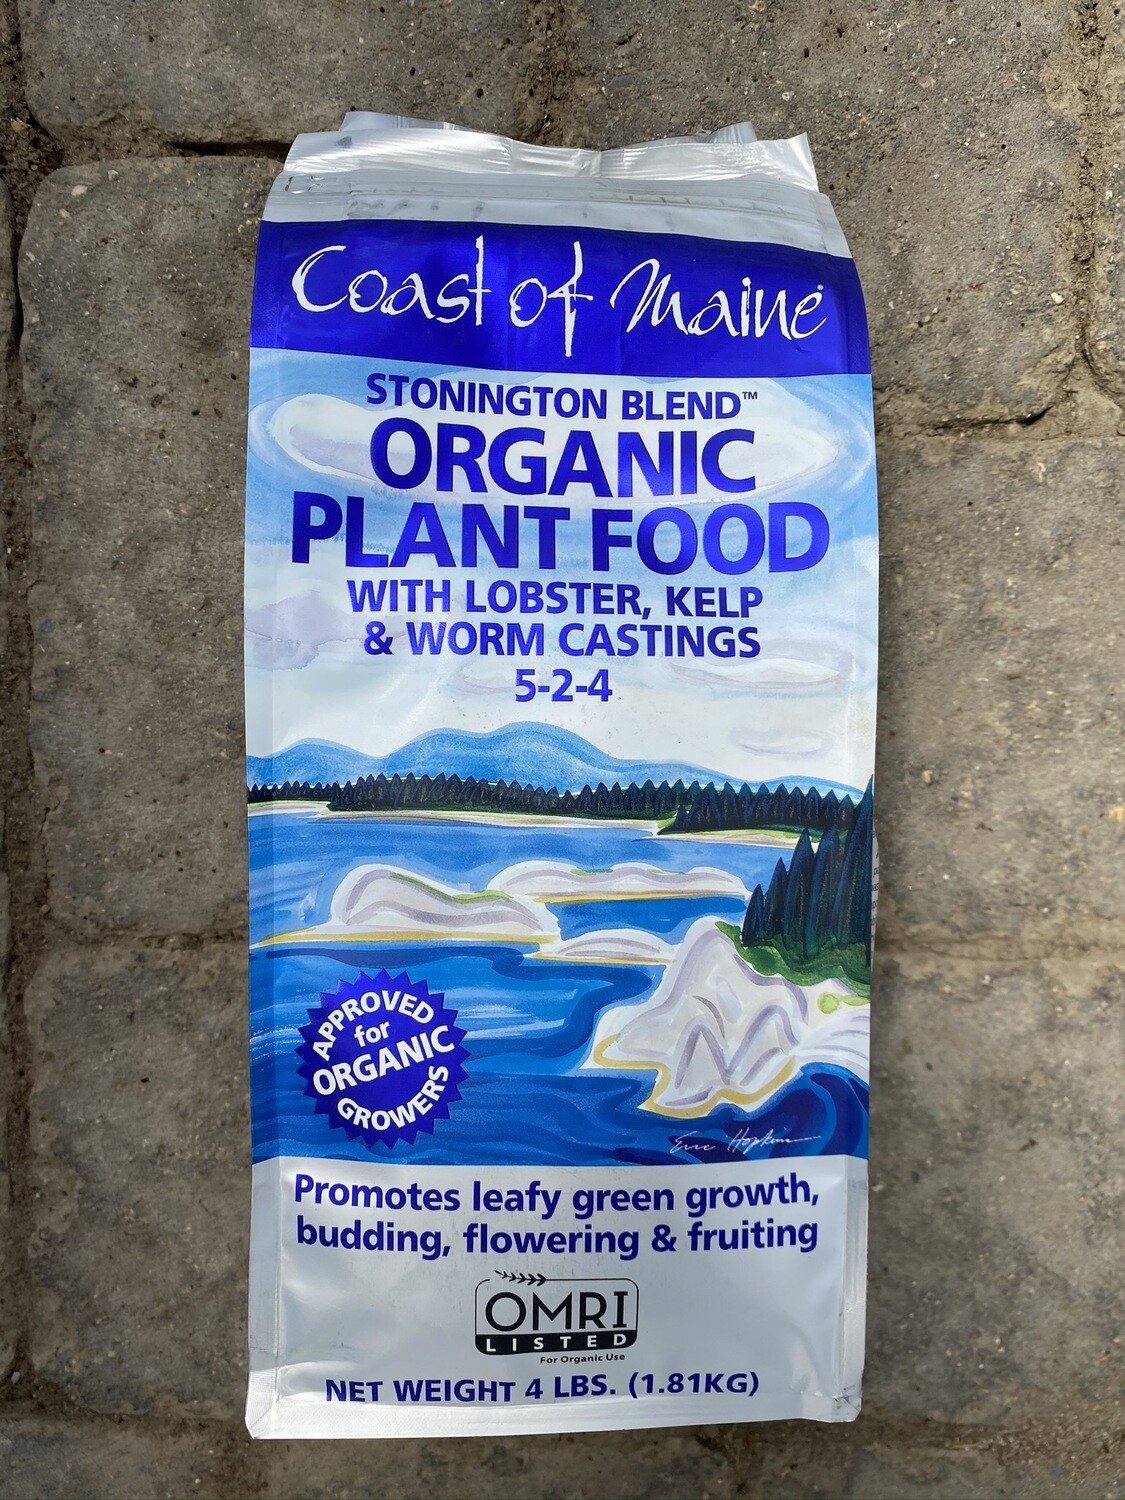 Coast of Maine
STONINGTON BLEND™
ORGANIC
PLANT FOOD
WITH LOBSTER, KELP
& WORM CASTINGS
5-2-4
APPROVED
for
ORGANIC
GROWERS
Eric Hopkins
Promotes leafy green growth,
budding, flowering & fruiting
OMRI
LISTED
For Organic Use
NET WEIGHT 4 LBS. (1.81KG)